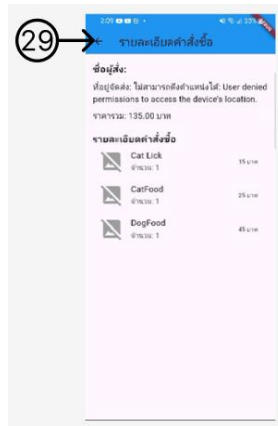 29
2:09
33%
รายละเอียดคำสั่งซื้อ
ชื่อผู้สั่ง:
ที่อยู่จัดส่ง: ไม่สามารถดึงตำแหน่งได้: User denied
permissions to access the device's location.
ราคารวม: 135.00 บาท
รายละเอียดคำสั่งซื้อ
Cat Lick
15 บาท
จำนวน: 1
CatFood
25 บาท
จำนวน: 1
DogFood
45 บาท
จำนวน: 1